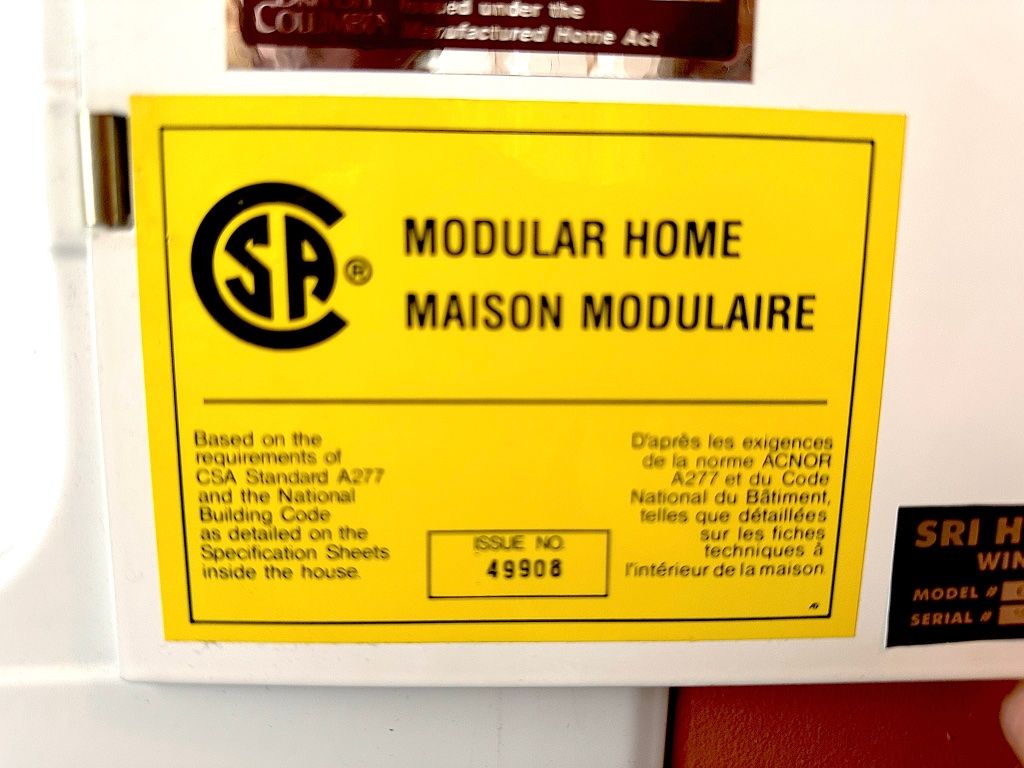 COLUMBIA
Issued under the
Manufactured Home Act
CSA®
MODULAR HOME
MAISON MODULAIRE
Based on the
requirements of
CSA Standard A277
and the National
Building Code
as detailed on the
Specification Sheets
inside the house.
ISSUE NO.
49908
D'après les exigences
de la norme ACNOR
A277 et du Code
National du Bâtiment,
telles que détaillées
sur les fiches
techniques à
l'intérieur de la maison
SRI
WIN
MODEL #
SERIAL #